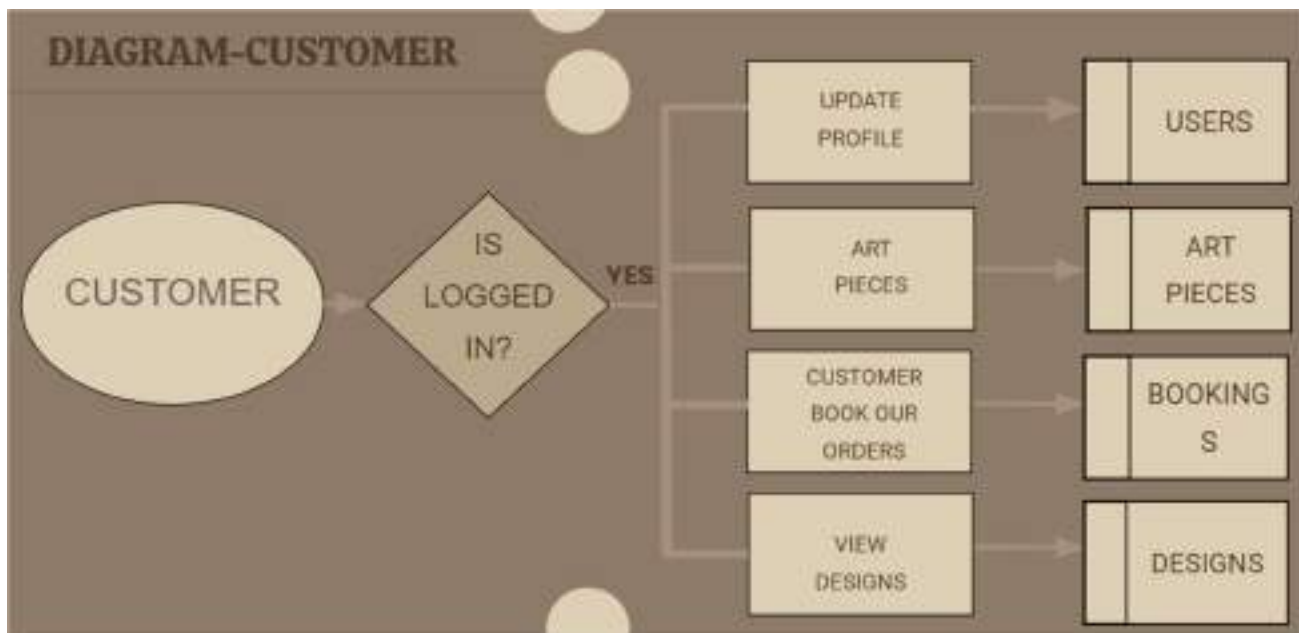 DIAGRAM-CUSTOMER
CUSTOMER
IS
LOGGED
IN?
YES
UPDATE
PROFILE
USERS
ART
PIECES
ART
PIECES
CUSTOMER
BOOK OUR
ORDERS
BOOKING
S
VIEW
DESIGNS
DESIGNS